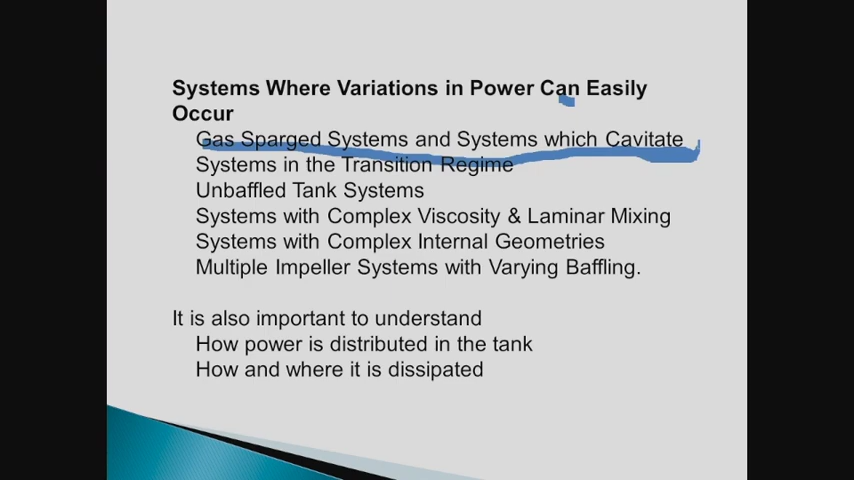 Systems Where Variations in Power Can Easily
Occur
Gas Sparged Systems and Systems which Cavitate
Systems in the Transition Regime
Unbaffled Tank Systems
Systems with Complex Viscosity & Laminar Mixing
Systems with Complex Internal Geometries
Multiple Impeller Systems with Varying Baffling.
It is also important to understand
How power is distributed in the tank
How and where it is dissipated